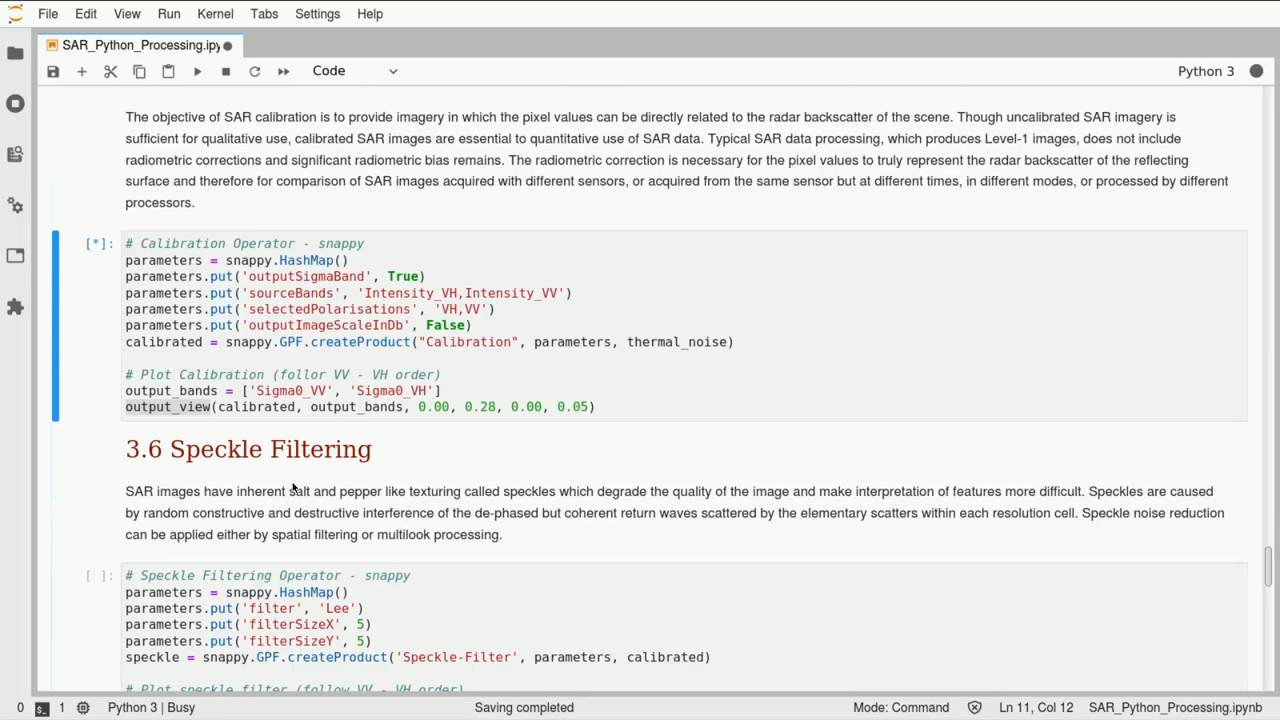 File Edit View Run Kernel Tabs Settings Help
SAR_Python_Processing.ipy
Code Python 3
The objective of SAR calibration is to provide imagery in which the pixel values can be directly related to the radar backscatter of the scene. Though uncalibrated SAR imagery is
sufficient for qualitative use, calibrated SAR images are essential to quantitative use of SAR data. Typical SAR data processing, which produces Level-1 images, does not include
radiometric corrections and significant radiometric bias remains. The radiometric correction is necessary for the pixel values to truly represent the radar backscatter of the reflecting
surface and therefore for comparison of SAR images acquired with different sensors, or acquired from the same sensor but at different times, in different modes, or processed by different
processors.
[*]: # Calibration Operator - snappy
parameters = snappy.HashMap()
parameters.put('outputSigmaBand', True)
parameters.put('sourceBands', 'Intensity_VH,Intensity_VV')
parameters.put('selectedPolarisations', 'VH,VV')
parameters.put('outputImageScaleInDb', False)
calibrated = snappy.GPF.createProduct("Calibration", parameters, thermal_noise)
# Plot Calibration (follor VV - VH order)
output_bands = ['Sigma0_VV', 'Sigma0_VH']
output_view(calibrated, output_bands, 0.00, 0.28, 0.00, 0.05)
3.6 Speckle Filtering
SAR images have inherent salt and pepper like texturing called speckles which degrade the quality of the image and make interpretation of features more difficult. Speckles are caused
by random constructive and destructive interference of the de-phased but coherent return waves scattered by the elementary scatters within each resolution cell. Speckle noise reduction
can be applied either by spatial filtering or multilook processing.
[ ]: # Speckle Filtering Operator - snappy
parameters = snappy.HashMap()
parameters.put('filter', 'Lee')
parameters.put('filterSizeX', 5)
parameters.put('filterSizeY', 5)
speckle = snappy.GPF.createProduct('Speckle-Filter', parameters, calibrated)
# Plot speckle filter (follow VV - VH order)
0 1 Python 3 | Busy Saving completed Mode: Command Ln 11, Col 12 SAR_Python_Processing.ipynb